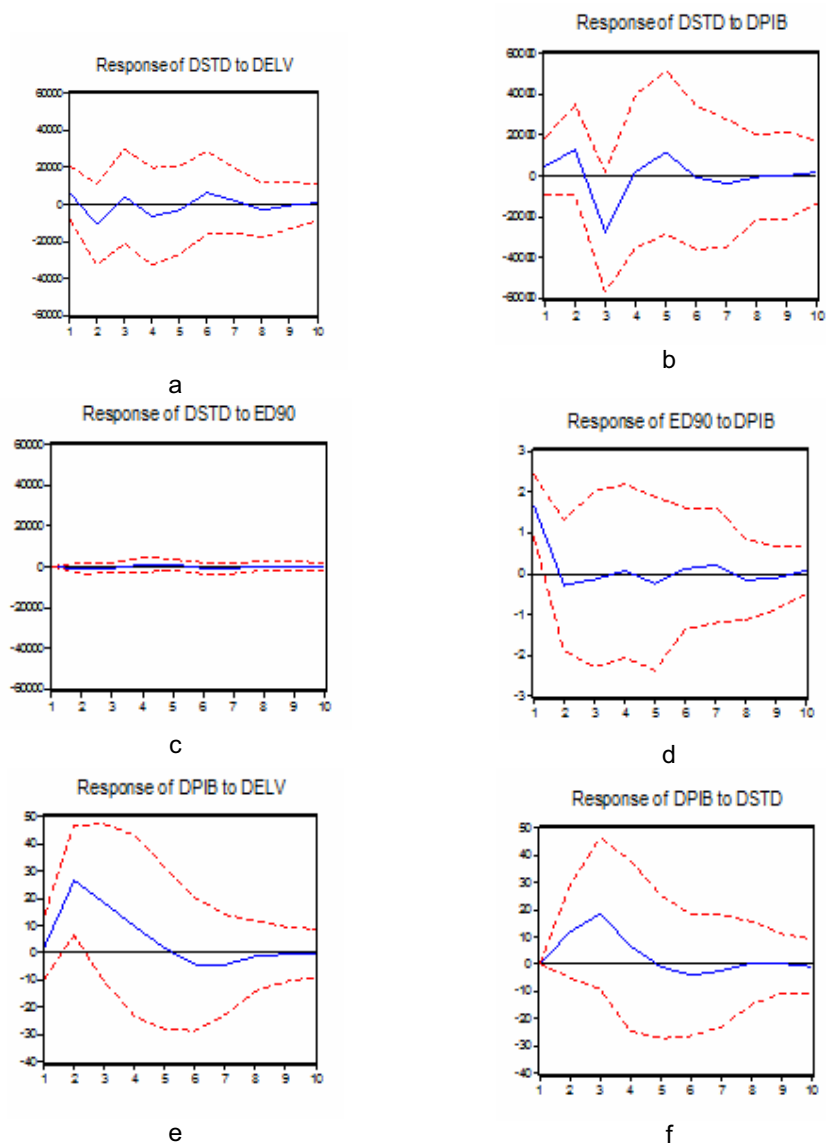 Response of DSTD to DELV
60000
40000
20000
0
-20000
-40000
-60000
1 2 3 4 5 6 7 8 9 10
a
Response of DSTD to DPIB
60000
40000
20000
0
-20000
-40000
-60000
1 2 3 4 5 6 7 8 9 10
b
Response of DSTD to ED90
60000
40000
20000
0
-20000
-40000
-60000
1 2 3 4 5 6 7 8 9 10
c
Response of ED90 to DPIB
3
2
1
0
-1
-2
-3
1 2 3 4 5 6 7 8 9 10
d
Response of DPIB to DELV
50
40
30
20
10
0
-10
-20
-30
-40
1 2 3 4 5 6 7 8 9 10
e
Response of DPIB to DSTD
50
40
30
20
10
0
-10
-20
-30
-40
1 2 3 4 5 6 7 8 9 10
f